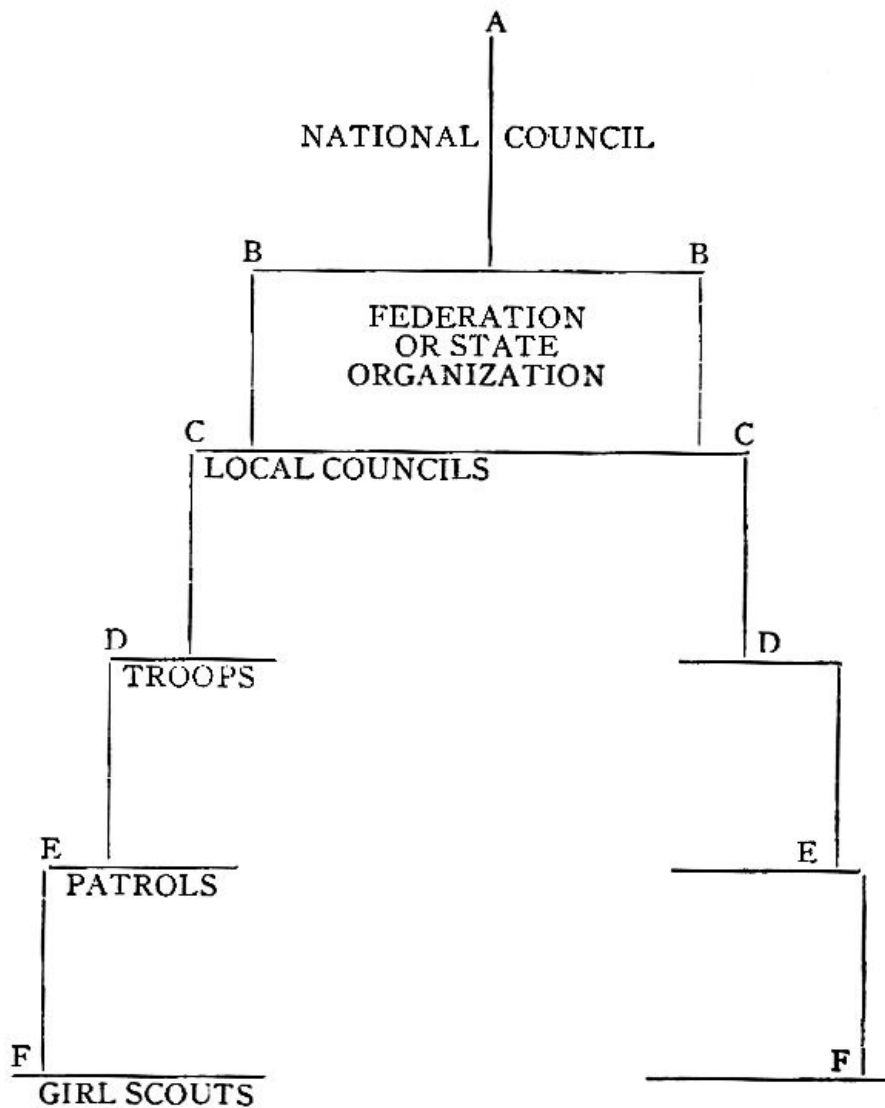 A
NATIONAL COUNCIL
B B
FEDERATION
OR STATE
ORGANIZATION
C C
LOCAL COUNCILS
D D
TROOPS
E E
PATROLS
F F
GIRL SCOUTS